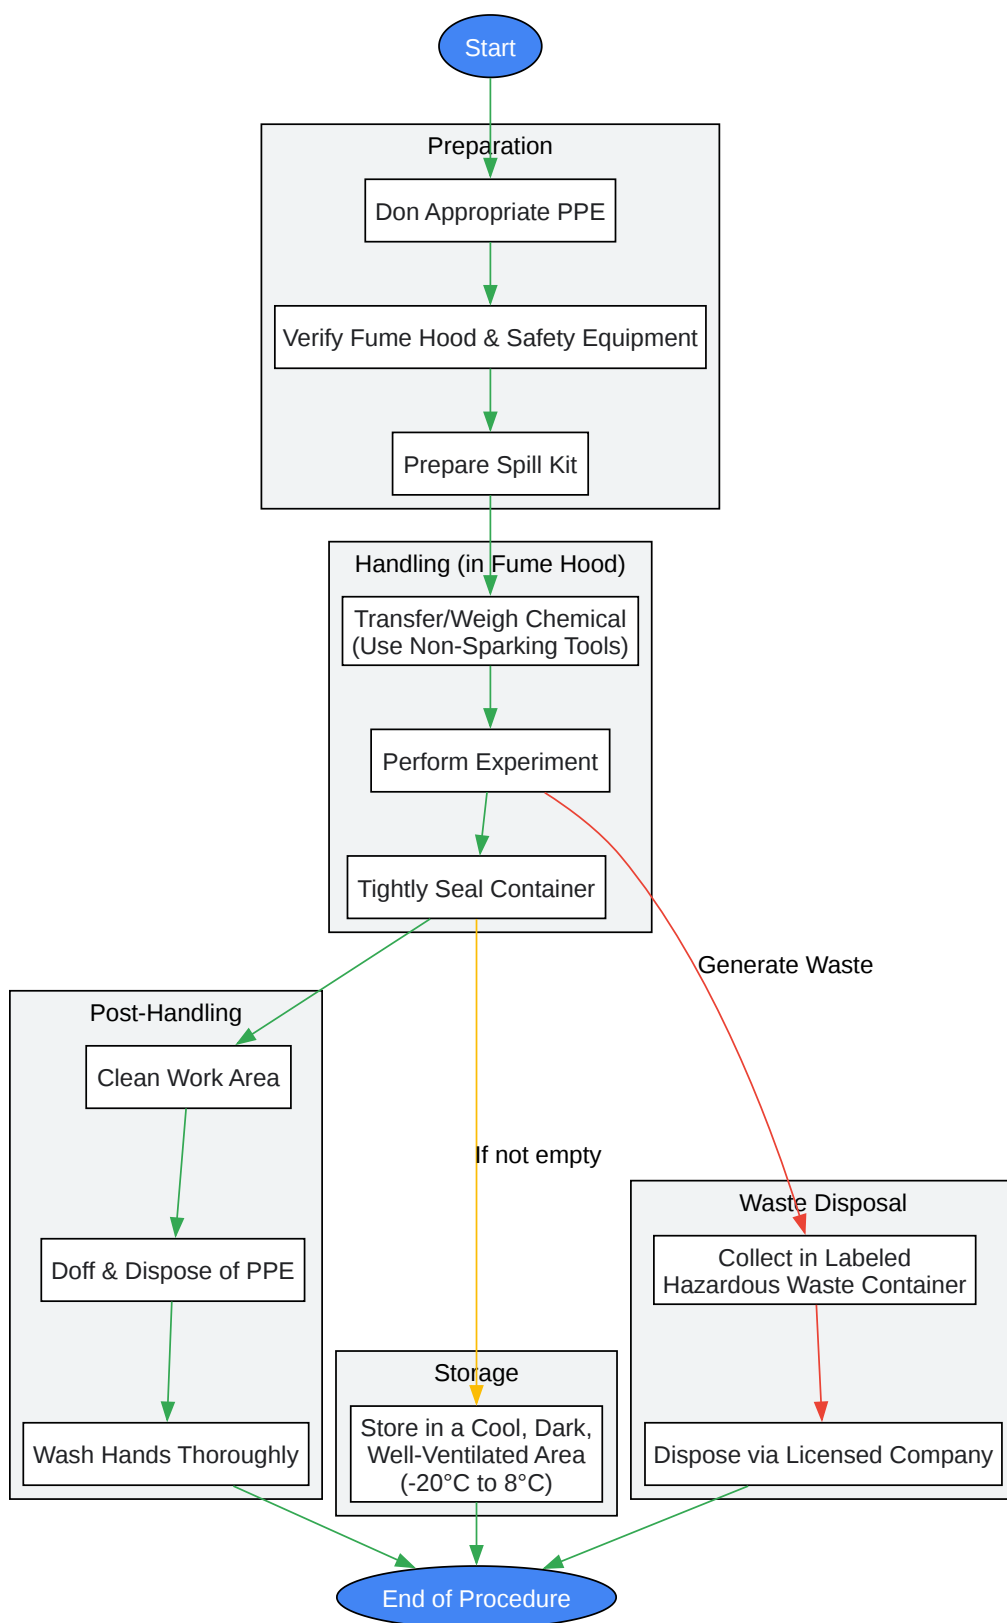 Start
Preparation
Don Appropriate PPE
Verify Fume Hood & Safety Equipment
Prepare Spill Kit
Handling (in Fume Hood)
Transfer/Weigh Chemical
(Use Non-Sparking Tools)
Perform Experiment
Tightly Seal Container
Generate Waste
Post-Handling
Clean Work Area
If not empty
Waste Disposal
Collect in Labeled
Hazardous Waste Container
Doff & Dispose of PPE
Storage
Store in a Cool, Dark,
Well-Ventilated Area
(-20°C to 8°C)
Wash Hands Thoroughly
Dispose via Licensed Company
End of Procedure